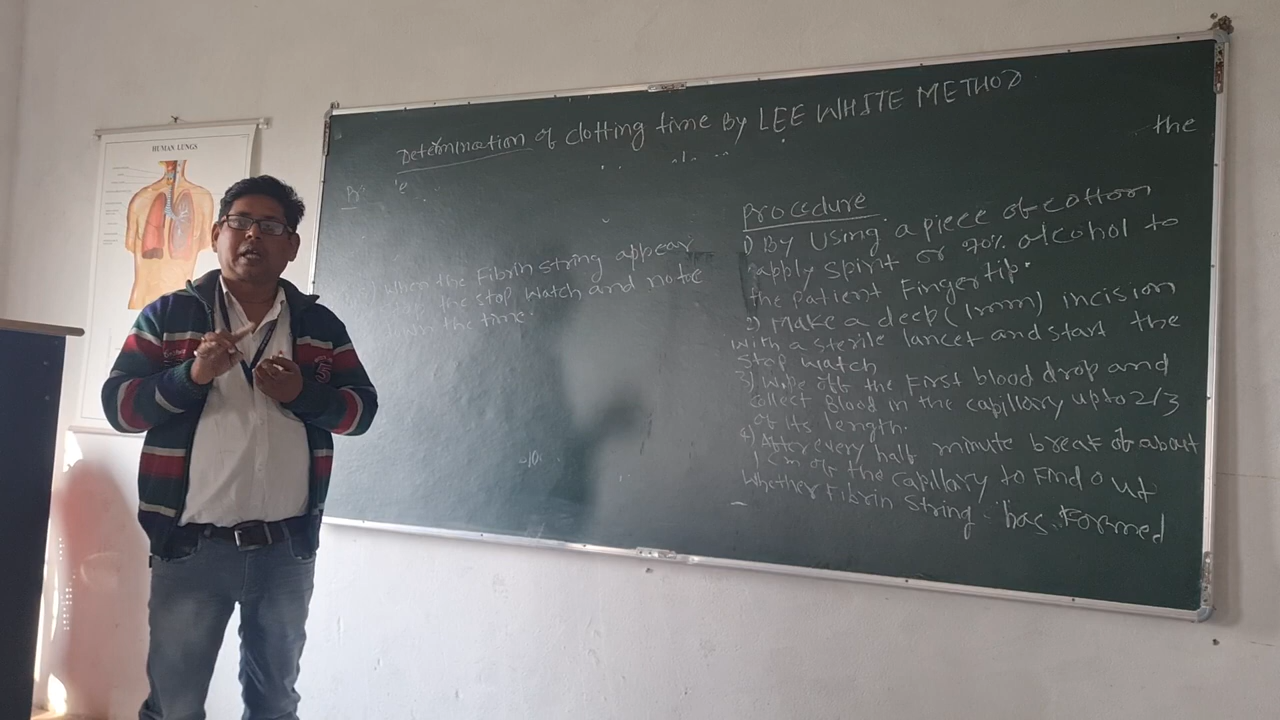 HUMAN LUNGS
Determination of clotting time By LEE WHITE METHOD
the
When the Fibrin string appear
the stop watch and note
down the time.
Procedure
1) By Using a piece of cotton
apply spirit or 70% alcohol to
the patient Fingertip.
2) Make a deep (1mm) incision
with a sterile lancet and start the
Stop watch
3) Wipe off the First blood drop and
collect Blood in the capillary upto 2/3
of its length.
4) After every half minute break of about
1 cm of the capillary to Find out
whether Fibrin String has Formed
5